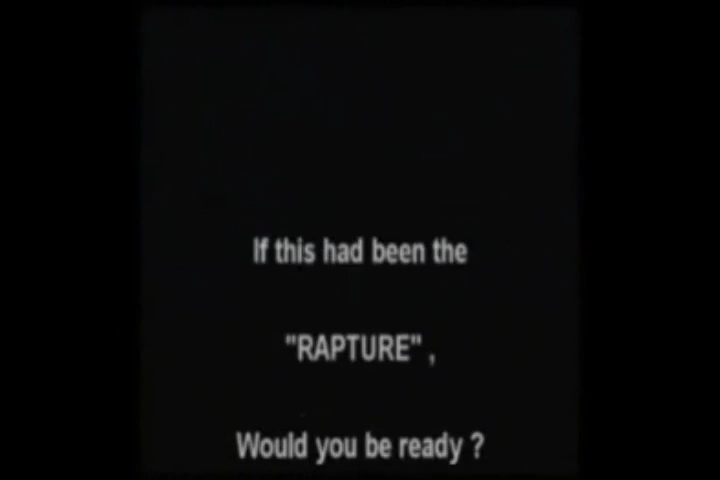 If this had been the
"RAPTURE" ,
Would you be ready ?